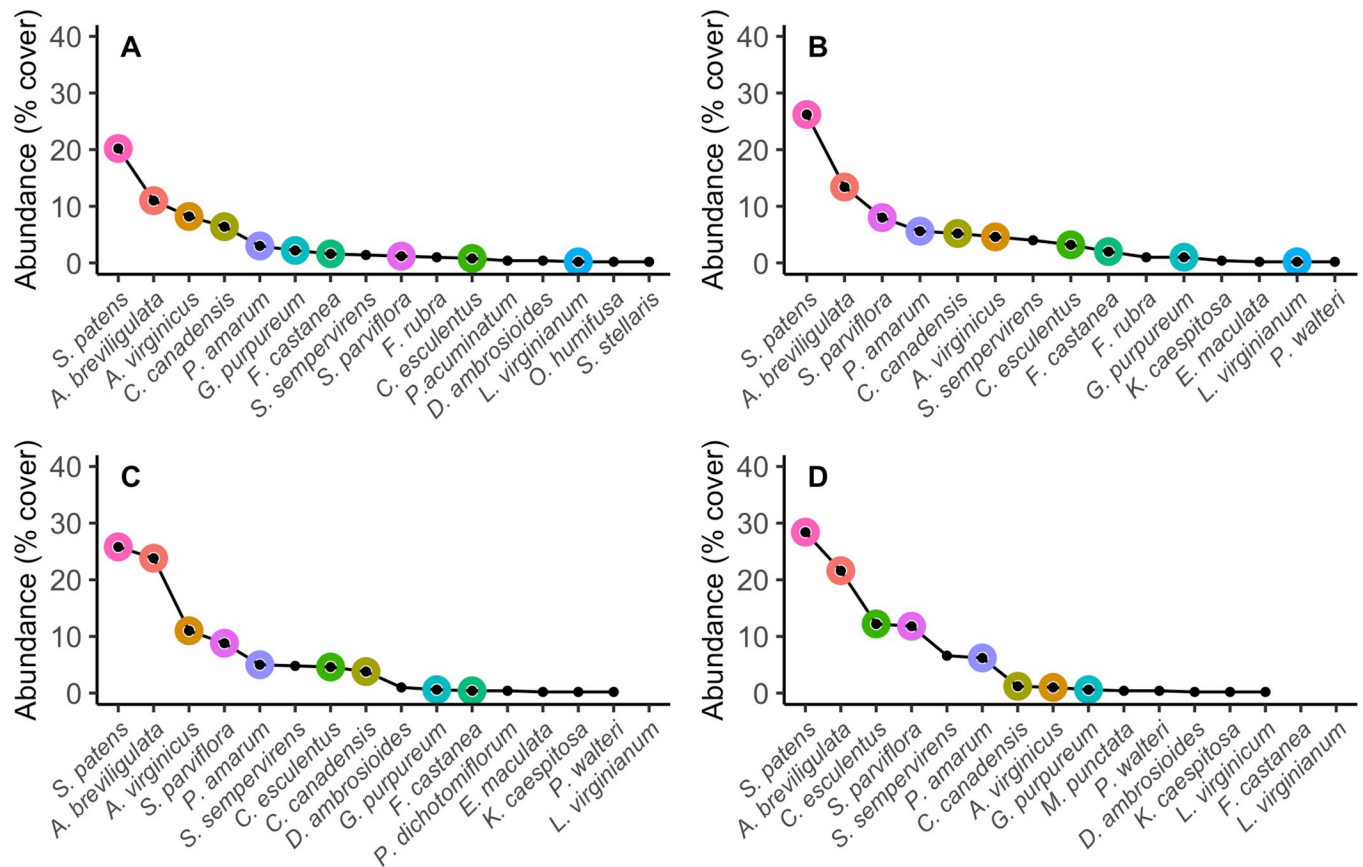 A
Abundance (% cover)
40
30
20
10
0
S. patens
A. breviligulata
A. virginicus
C. canadensis
P. amarum
G. purpureum
F. castanea
S. sempervirens
S. parviflora
F. rubra
C. esculentus
P.acuminatum
D. ambrosioides
L. virginianum
O. humifusa
S. stellaris
B
Abundance (% cover)
40
30
20
10
0
S. patens
A. breviligulata
S. parviflora
P. amarum
C. canadensis
A. virginicus
S. sempervirens
C. esculentus
F. castanea
F. rubra
G. purpureum
K. caespitosa
E. maculata
L. virginianum
P. walteri
C
Abundance (% cover)
40
30
20
10
0
S. patens
A. breviligulata
A. virginicus
S. parviflora
P. amarum
S. sempervirens
C. esculentus
C. canadensis
D. ambrosioides
G. purpureum
F. castanea
P. dichotomiflorum
E. maculata
K. caespitosa
P. walteri
L. virginianum
D
Abundance (% cover)
40
30
20
10
0
S. patens
A. breviligulata
C. esculentus
S. parviflora
S. sempervirens
P. amarum
C. canadensis
A. virginicus
G. purpureum
M. punctata
P. walteri
D. ambrosioides
K. caespitosa
L. virginicum
F. castanea
L. virginianum